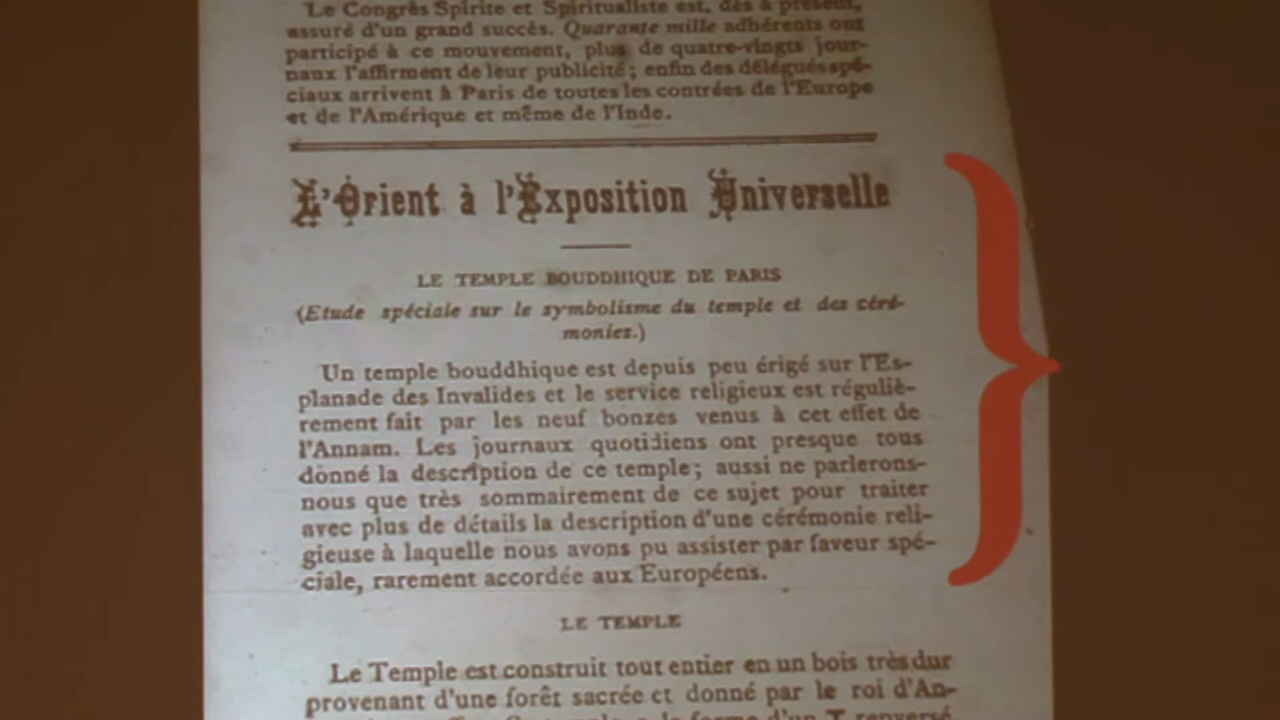 Le Congrès Spirite et Spiritualiste est, dès à présent,
assuré d'un grand succès. Quarante mille adhérents ont
participé à ce mouvement, plus de quatre-vingts jour-
naux l'affirment de leur publicité; enfin des délégués spé-
ciaux arrivent à Paris de toutes les contrées de l'Europe
et de l'Amérique et même de l'Inde.
L'Orient à l'Exposition Universelle
LE TEMPLE BOUDDHIQUE DE PARIS
(Etude spéciale sur le symbolisme du temple et des céré-
monies.)
Un temple bouddhique est depuis peu érigé sur l'Es-
planade des Invalides et le service religieux est réguliè-
rement fait par les neuf bonzes venus à cet effet de
l'Annam. Les journaux quotidiens ont presque tous
donné la description de ce temple; aussi ne parlerons-
nous que très sommairement de ce sujet pour traiter
avec plus de détails la description d'une cérémonie reli-
gieuse à laquelle nous avons pu assister par faveur spé-
ciale, rarement accordée aux Européens.
LE TEMPLE
Le Temple est construit tout entier en un bois très dur
provenant d'une forêt sacrée et donné par le roi d'An-
la forme d'un T renversé,